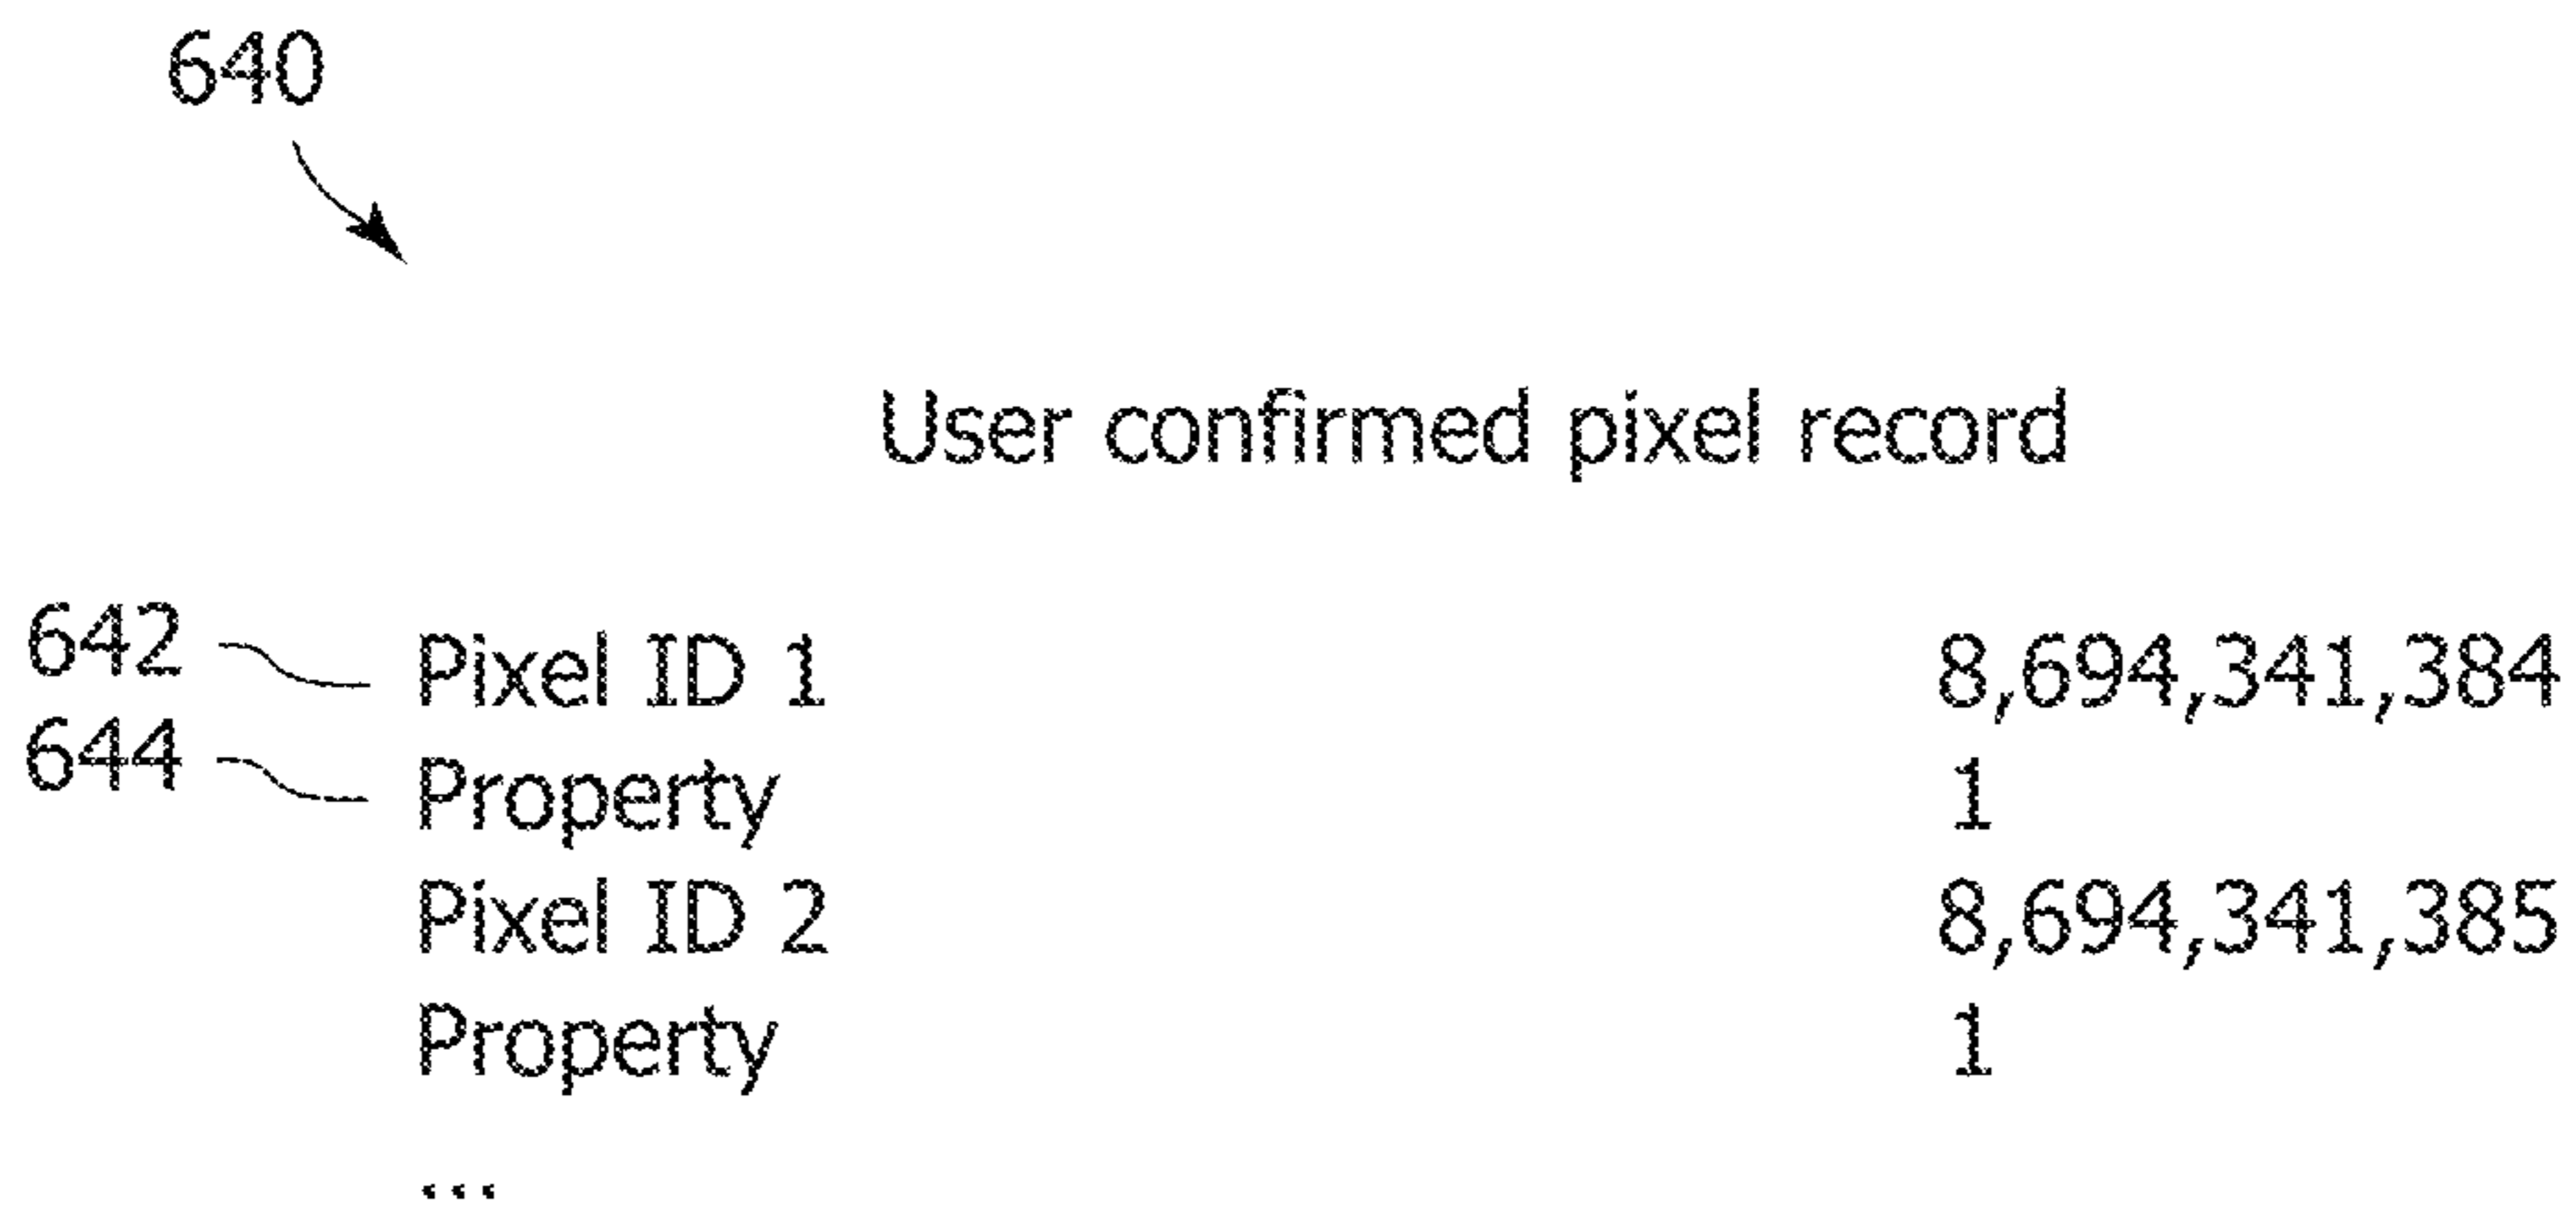 640
User confirmed pixel record
642 Pixel ID 1 8,694,341,384
644 Property 1
Pixel ID 2 8,694,341,385
Property 1
...